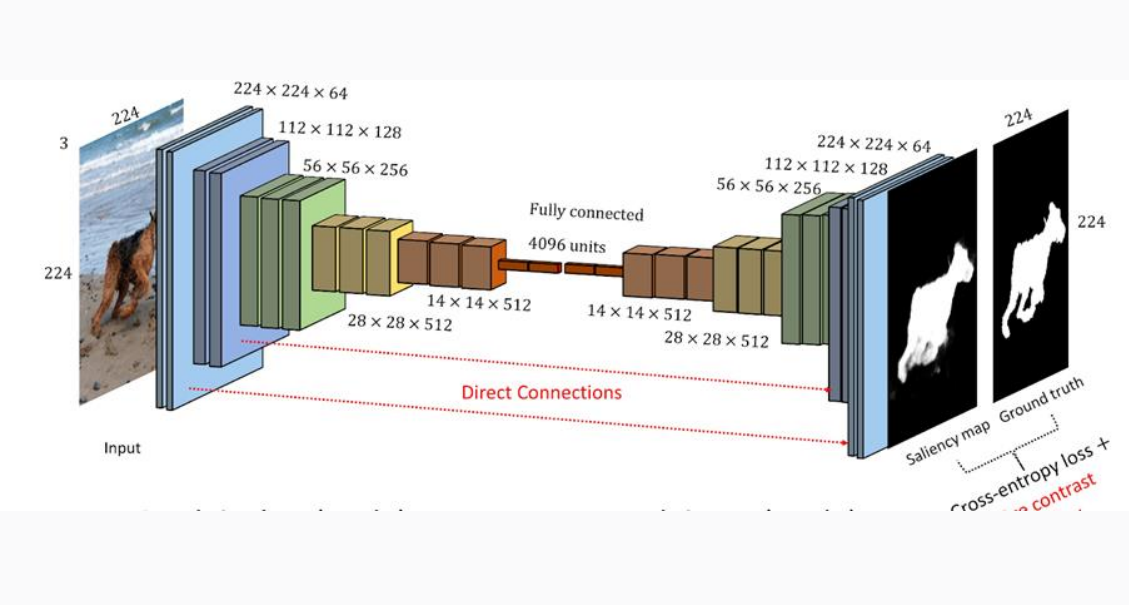 224 × 224 × 64
224
112 × 112 × 128
3
56 × 56 × 256
224
14 × 14 × 512
28 × 28 × 512
Input
Fully connected
4096 units
Direct Connections
224 × 224 × 64
112 × 112 × 128
56 × 56 × 256
14 × 14 × 512
28 × 28 × 512
224
224
Saliency map
Ground truth
Cross-entropy loss +
contrast